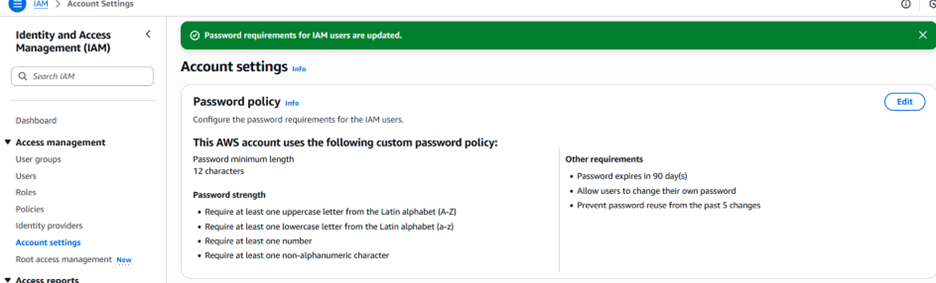 IAM > Account Settings
Identity and Access Management (IAM)
Search IAM
Dashboard
Access management
User groups
Users
Roles
Policies
Identity providers
Account settings
Root access management New
Access reports
Password requirements for IAM users are updated.
Account settings Info
Password policy Info
Edit
Configure the password requirements for the IAM users.
This AWS account uses the following custom password policy:
Password minimum length
12 characters
Password strength
• Require at least one uppercase letter from the Latin alphabet (A-Z)
• Require at least one lowercase letter from the Latin alphabet (a-z)
• Require at least one number
• Require at least one non-alphanumeric character
Other requirements
• Password expires in 90 day(s)
• Allow users to change their own password
• Prevent password reuse from the past 5 changes